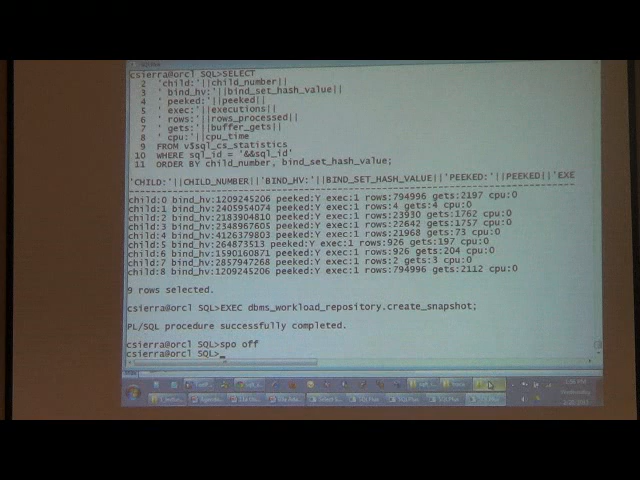 csierra@orcl SQL>SELECT
2 'child:'||child_number||
3 ' bind_hv:'||bind_set_hash_value||
4 ' peeked:'||peeked||
5 ' exec:'||executions||
6 ' rows:'||rows_processed||
7 ' gets:'||buffer_gets||
8 ' cpu:'||cpu_time
9 FROM v$sql_cs_statistics
10 WHERE sql_id = '&&sql_id'
11 ORDER BY child_number, bind_set_hash_value;
'CHILD:'||CHILD_NUMBER||'BIND_HV:'||BIND_SET_HASH_VALUE||'PEEKED:'||PEEKED||'EXE
child:0 bind_hv:1209245206 peeked:Y exec:1 rows:794996 gets:2197 cpu:0
child:1 bind_hv:2405954074 peeked:Y exec:1 rows:4 gets:4 cpu:0
child:2 bind_hv:2183904810 peeked:Y exec:1 rows:23930 gets:1762 cpu:0
child:3 bind_hv:2348967605 peeked:Y exec:1 rows:22642 gets:1757 cpu:0
child:4 bind_hv:4126379803 peeked:Y exec:1 rows:21968 gets:73 cpu:0
child:5 bind_hv:264873513 peeked:Y exec:1 rows:926 gets:197 cpu:0
child:6 bind_hv:1590160871 peeked:Y exec:1 rows:926 gets:204 cpu:0
child:7 bind_hv:2857947268 peeked:Y exec:1 rows:2 gets:3 cpu:0
child:8 bind_hv:1209245206 peeked:Y exec:1 rows:794996 gets:2112 cpu:0
9 rows selected.
csierra@orcl SQL>EXEC dbms_workload_repository.create_snapshot;
PL/SQL procedure successfully completed.
csierra@orcl SQL>spo off
csierra@orcl SQL>_